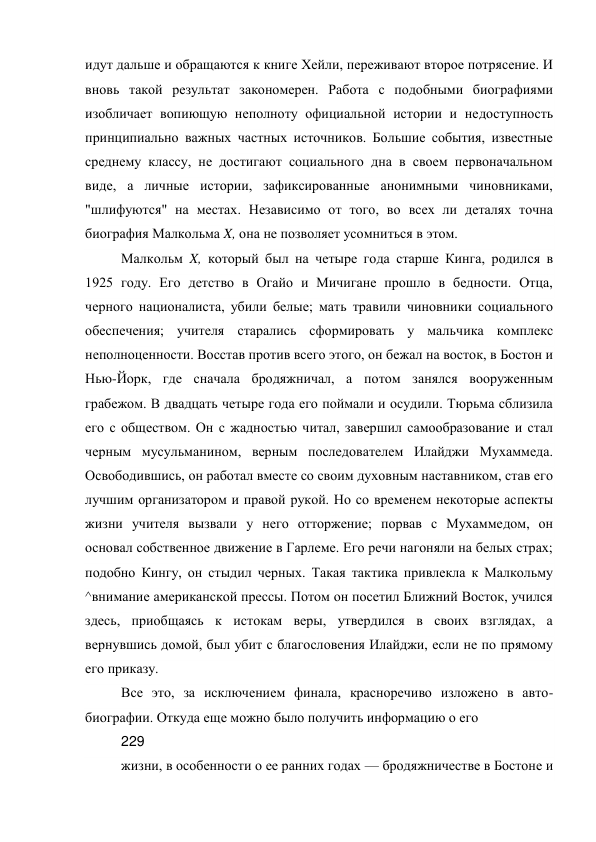 идут дальше и обращаются к книге Хейли, переживают второе потрясение. И
вновь такой результат закономерен. Работа с подобными биографиями
изобличает вопиющую неполноту официальной истории и недоступность
принципиально важных частных источников. Большие события, известные
среднему классу, не достигают социального дна в своем первоначальном
виде, а личные истории, зафиксированные анонимными чиновниками,
"шлифуются" на местах. Независимо от того, во всех ли деталях точна
биография Малкольма X, она не позволяет усомниться в этом.
Малкольм X, который был на четыре года старше Кинга, родился в
1925 году. Его детство в Огайо и Мичигане прошло в бедности. Отца,
черного националиста, убили белые; мать травили чиновники социального
обеспечения; учителя старались сформировать у мальчика комплекс
неполноценности. Восстав против всего этого, он бежал на восток, в Бостон и
Нью-Йорк, где сначала бродяжничал, а потом занялся вооруженным
грабежом. В двадцать четыре года его поймали и осудили. Тюрьма сблизила
его с обществом. Он с жадностью читал, завершил самообразование и стал
черным мусульманином, верным последователем Илайджи Мухаммеда.
Освободившись, он работал вместе со своим духовным наставником, став его
лучшим организатором и правой рукой. Но со временем некоторые аспекты
жизни учителя вызвали у него отторжение; порвав с Мухаммедом, он
основал собственное движение в Гарлеме. Его речи нагоняли на белых страх;
подобно Кингу, он стыдил черных. Такая тактика привлекла к Малкольму
^внимание американской прессы. Потом он посетил Ближний Восток, учился
здесь, приобщаясь к истокам веры, утвердился в своих взглядах, а
вернувшись домой, был убит с благословения Илайджи, если не по прямому
его приказу.
Все это, за исключением финала, красноречиво изложено в авто-
биографии. Откуда еще можно было получить информацию о его
229
жизни, в особенности о ее ранних годах — бродяжничестве в Бостоне и